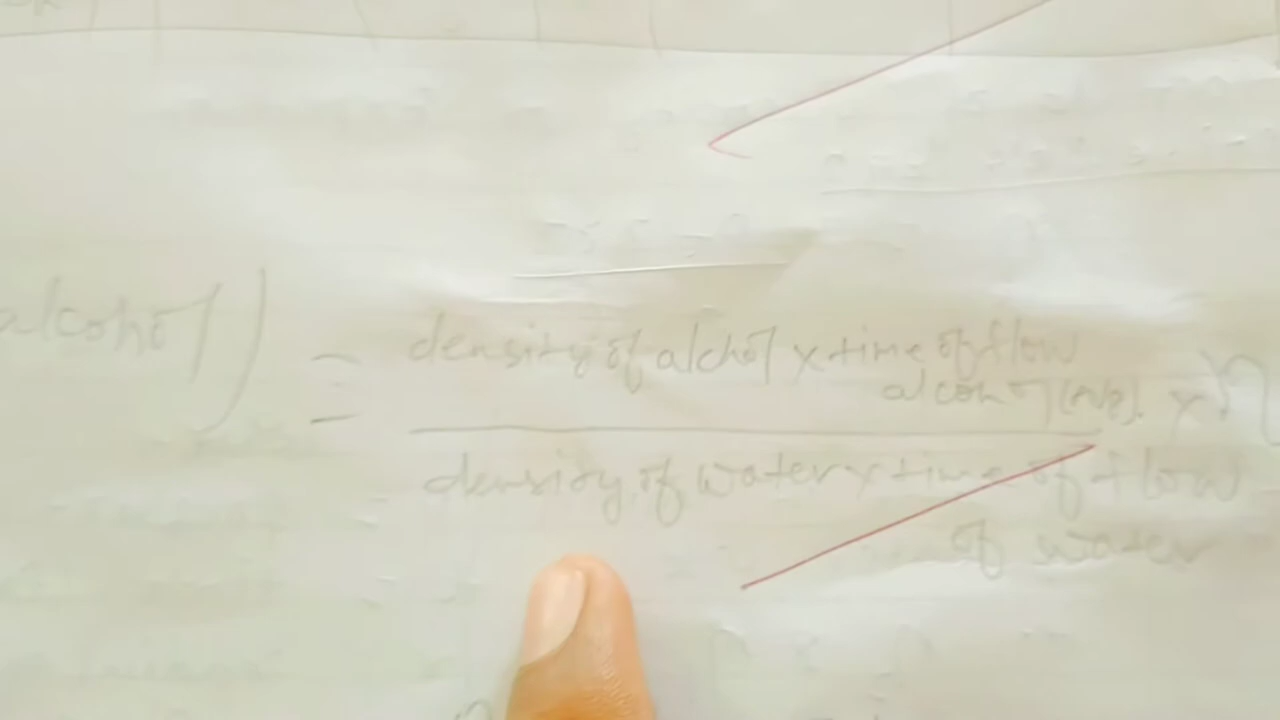 alcohol) = density of alchol x time of flow
alcohol
x η
density of water x time of flow
of water